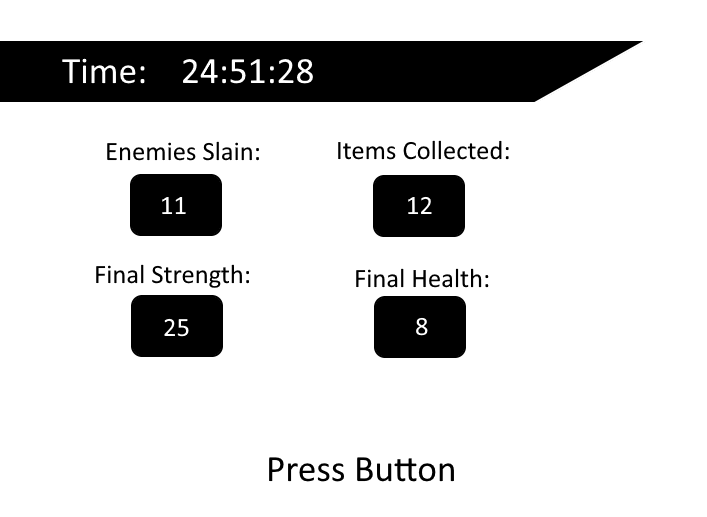 Time: 24:51:28
Enemies Slain: Items Collected:
11 12
Final Strength: Final Health:
25 8
Press Button